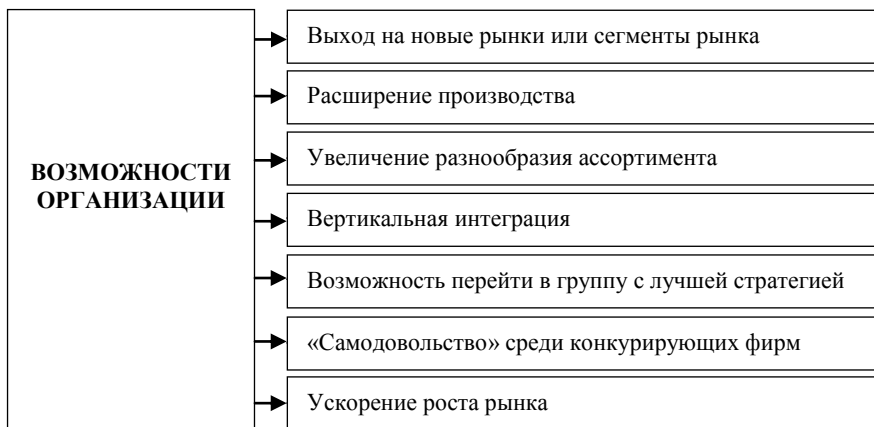 Выход на новые рынки или сегменты рынка
Расширение производства
Увеличение разнообразия ассортимента
ВОЗМОЖНОСТИ
ОРГАНИЗАЦИИ
Вертикальная интеграция
Возможность перейти в группу с лучшей стратегией
«Самодовольство» среди конкурирующих фирм
Ускорение роста рынка